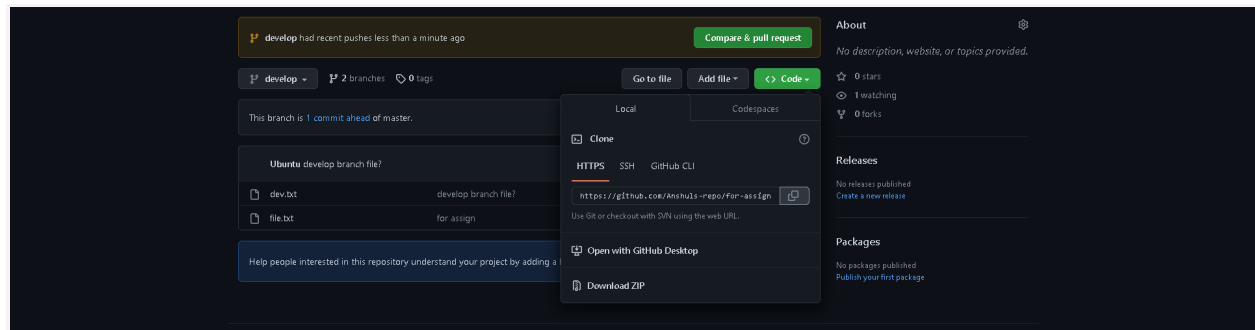 develop had recent pushes less than a minute ago
Compare & pull request
develop
2 branches
0 tags
Go to file
Add file
<> Code
This branch is 1 commit ahead of master.
Ubuntu develop branch file?
dev.txt
develop branch file?
file.txt
for assign
Help people interested in this repository understand your project by adding a
Local
Codespaces
Clone
HTTPS
SSH
GitHub CLI
https://github.com/Anshuls-repo/for-assign
Use Git or checkout with SVN using the web URL.
Open with GitHub Desktop
Download ZIP
About
No description, website, or topics provided.
0 stars
1 watching
0 forks
Releases
No releases published
Create a new release
Packages
No packages published
Publish your first package